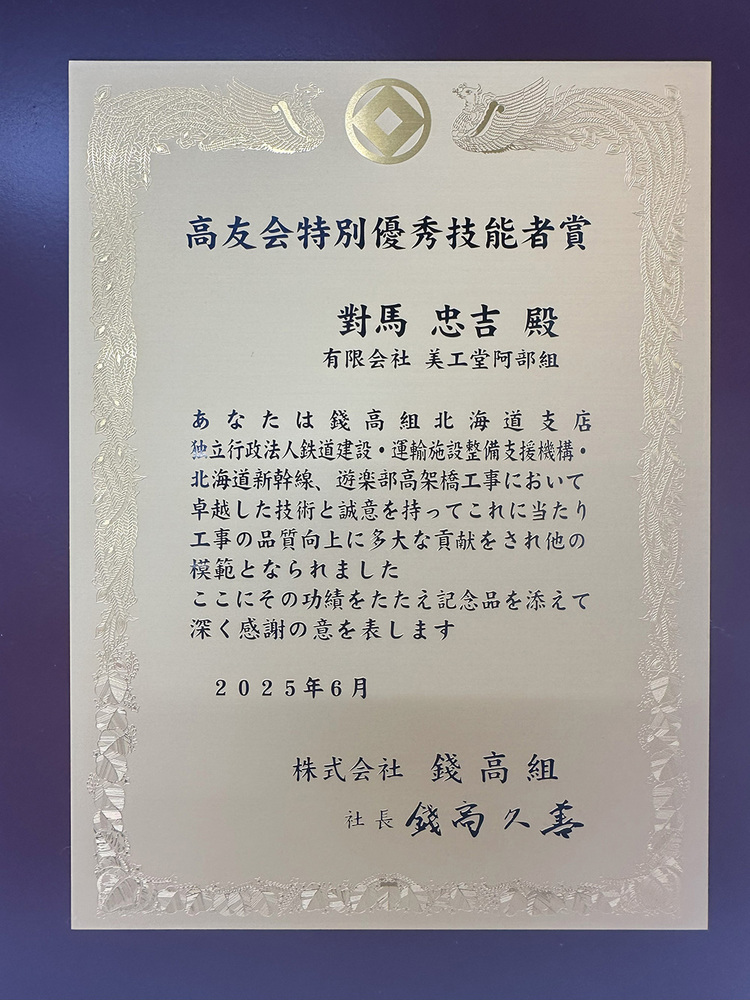 高友会特別優秀技能者賞
對馬 忠吉 殿
有限会社 美工堂阿部組
あなたは錢高組北海道支店
独立行政法人鉄道建設・運輸施設整備支援機構・
北海道新幹線、遊楽部高架橋工事において
卓越した技術と誠意を持ってこれに当たり
工事の品質向上に多大な貢献をされ他の
模範となられました
ここにその功績をたたえ記念品を添えて
深く感謝の意を表します
2025年6月
株式会社 錢高組
社長 錢高久善